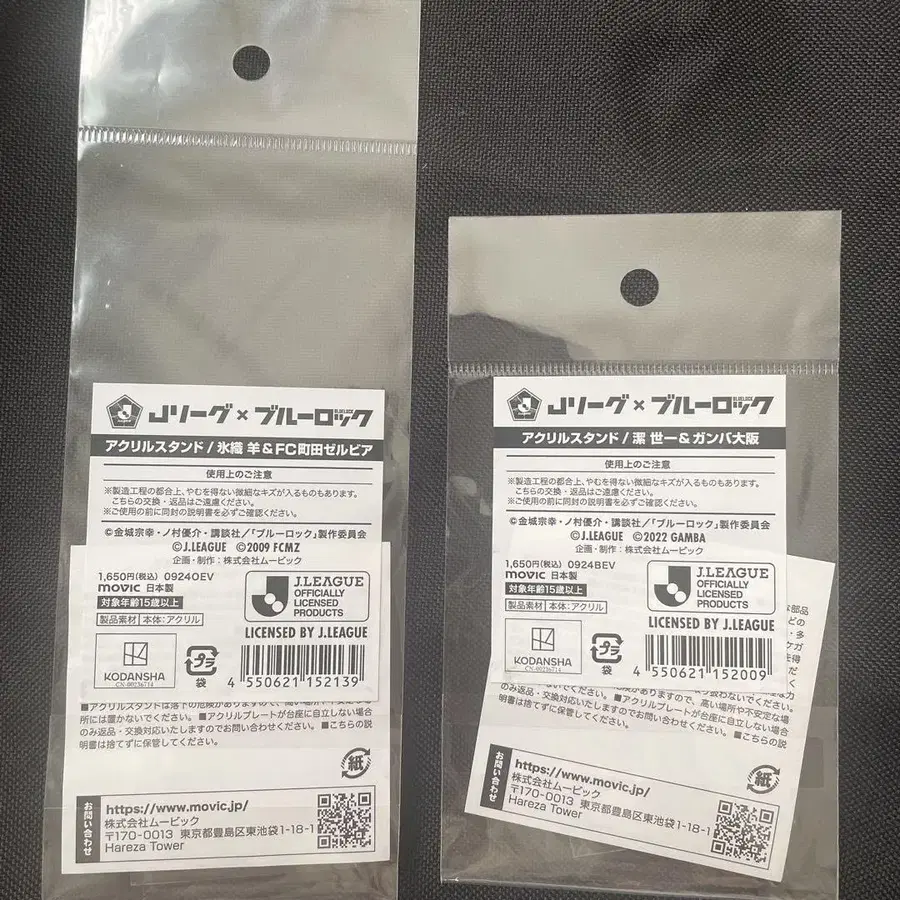 Jリーグ×ブルーロック
アクリルスタンド/氷織 羊&FC町田ゼルビア
使用上のご注意
※製造工程の都合上、やむを得ない微細なキズが入るものもあります。
こちらの交換・返品はご遠慮ください。
※ご使用の前に同封の説明書を必ずご確認ください。
©金城宗幸・ノ村優介・講談社/「ブルーロック」製作委員会
©J.LEAGUE ©2009 FCMZ
企画・制作:株式会社ムービック
1,650円(税込) 0924OEV
movic 日本製
対象年齢15歳以上
製品素材 本体:アクリル
J.LEAGUE
OFFICIALLY
LICENSED
PRODUCTS
LICENSED BY J.LEAGUE
KODANSHA
CN-00236714
プラ
袋
4 550621 152139
所には置かないでください。■アクリルプレートが台座に自立しない場合
のみ返品・交換対応いたしますのでお問い合わせください。■こちらの説
明書は捨てずに保管してください。
紙
お問い合わせ
https://www.movic.jp/
株式会社ムービック
〒170-0013 東京都豊島区東池袋1-18-1
Hareza Tower
Jリーグ×ブルーロック
アクリルスタンド/潔 世一&ガンバ大阪
使用上のご注意
※製造工程の都合上、やむを得ない微細なキズが入るものもあります。
こちらの交換・返品はご遠慮ください。
※ご使用の前に同封の説明書を必ずご確認ください。
©金城宗幸・ノ村優介・講談社/「ブルーロック」製作委員会
©J.LEAGUE ©2022 GAMBA
企画・制作:株式会社ムービック
1,650円(税込) 0924BEV
movic 日本製
対象年齢15歳以上
製品素材 本体:アクリル
J.LEAGUE
OFFICIALLY
LICENSED
PRODUCTS
LICENSED BY J.LEAGUE
KODANSHA
CN-00236714
プラ
袋
4 550621 152009
所には置かないでください。■アクリルプレートが台座に自立しない場合
のみ返品・交換対応いたしますのでお問い合わせください。■こちらの説
明書は捨てずに保管してください。
紙
お問い合わせ
https://www.movic.jp/
株式会社ムービック
〒170-0013 東京都豊島区東池袋1-18-1
Hareza Tower